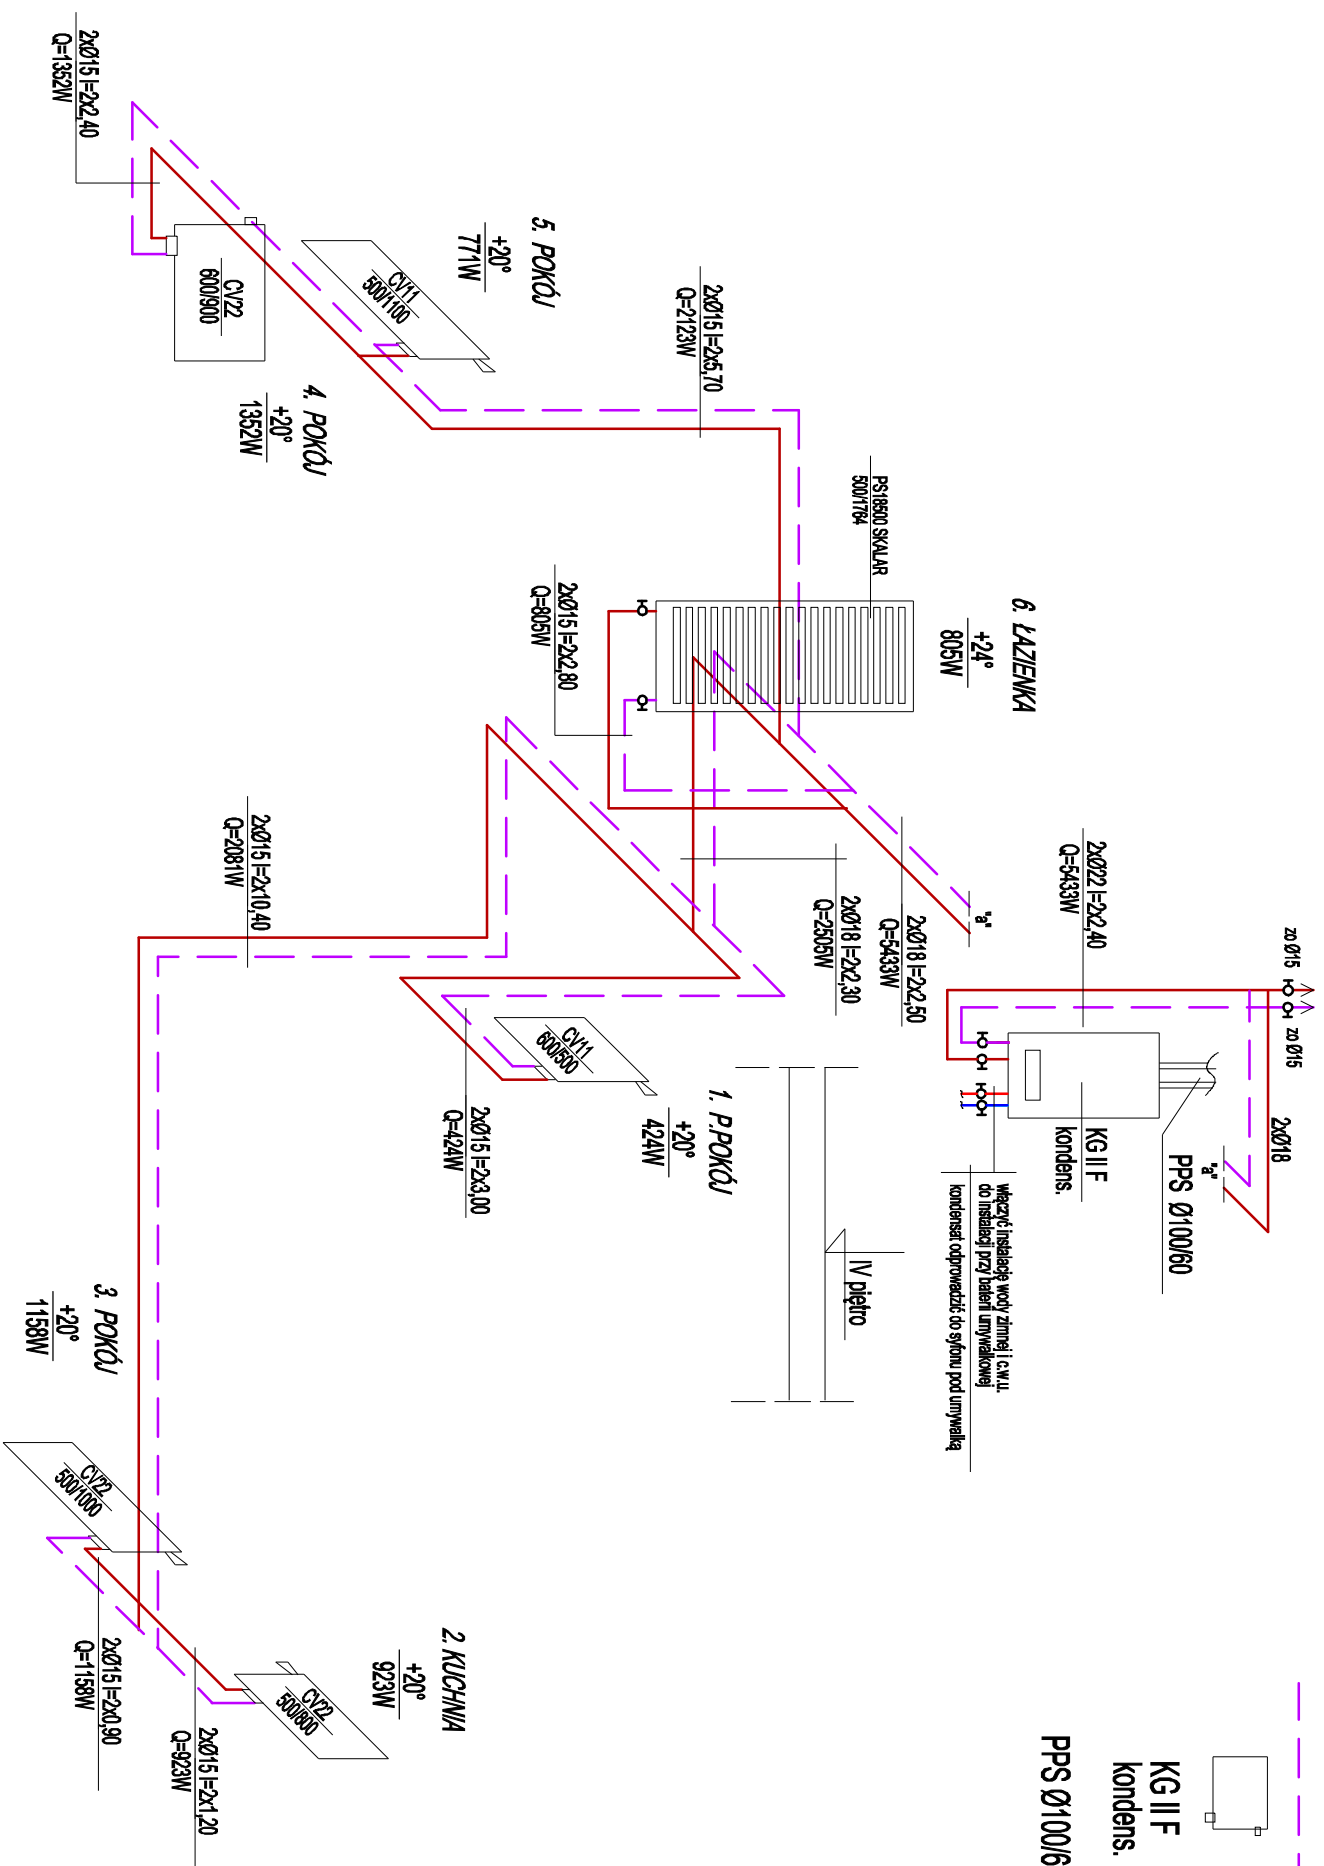 zo Ø15
zo Ø15
2xØ18
"a"
PPS Ø100/60
2xØ22 l=2x2,40
Q=5433W
KG II F
kondens.
włączyć instalację wody zimnej i c.w.u.
do instalacji przy baterii umywalkowej
kondensat odprowadzić do syfonu pod umywalką
"a"
6. ŁAZIENKA
+24°
805W
2xØ18 l=2x2,50
Q=5433W
PS18500 SKALAR
500/1764
2xØ18 l=2x2,30
Q=2505W
IV piętro
2xØ15 l=2x5,70
Q=2123W
2xØ15 l=2x2,80
Q=805W
1. P.POKÓJ
+20°
424W
CV11
600/500
2xØ15 l=2x3,00
Q=424W
5. POKÓJ
+20°
771W
CV11
500/1100
4. POKÓJ
+20°
1352W
CV22
600/900
2xØ15 l=2x2,40
Q=1352W
2xØ15 l=2x10,40
Q=2081W
2. KUCHNIA
+20°
923W
CV22
500/800
2xØ15 l=2x1,20
Q=923W
3. POKÓJ
+20°
1158W
CV22
500/1000
2xØ15 l=2x0,90
Q=1158W
KG II F
kondens.
PPS Ø100/6